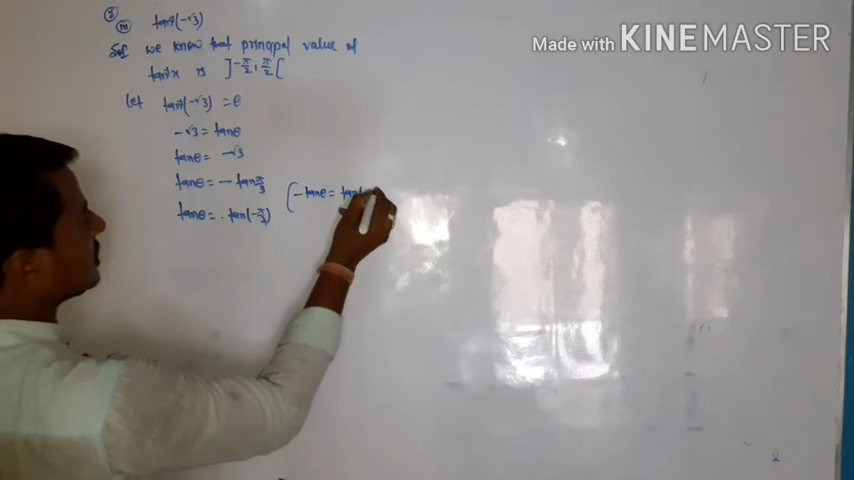 ②
(iii) tan⁻¹(-√3)
Sol we know that principal value of
tan⁻¹x is ]-π/2, π/2[
Let tan⁻¹(-√3) = θ
-√3 = tanθ
tanθ = -√3
tanθ = - tan π/3 (-tanθ = tan(
tanθ = tan(-π/3)
Made with KINEMASTER